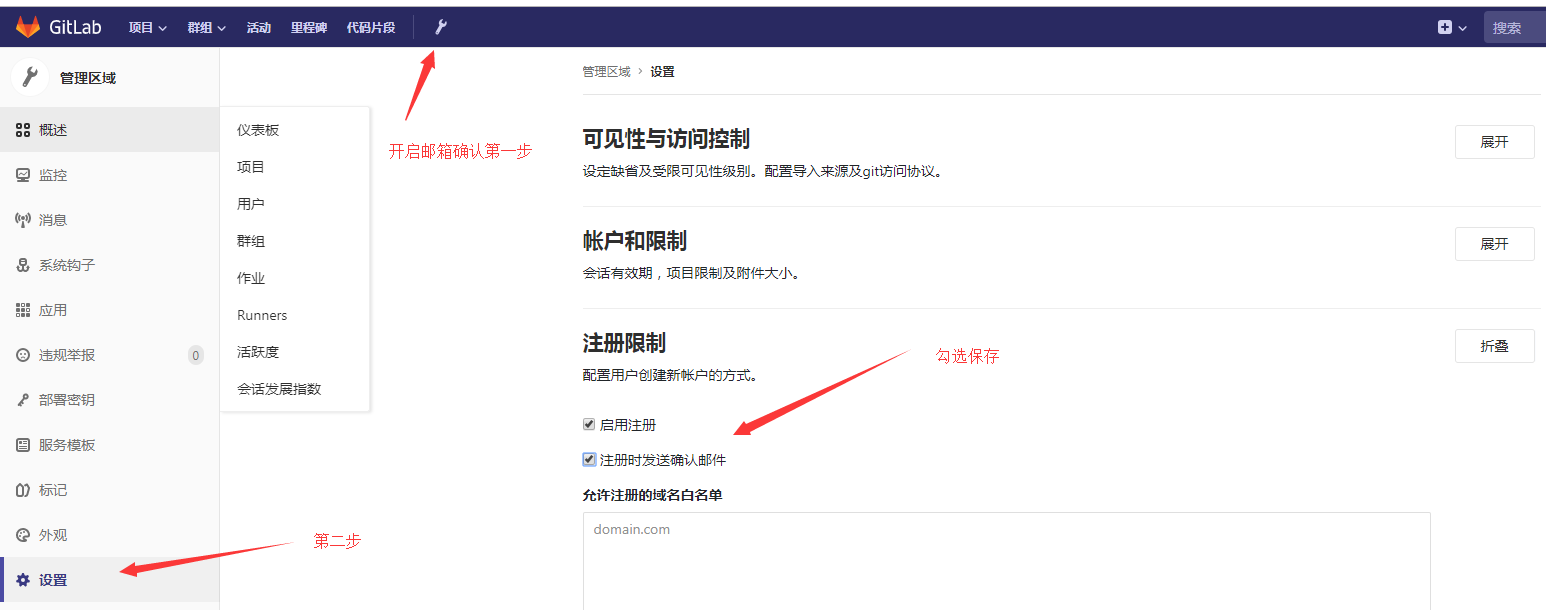 GitLab 项目 群组 活动 里程碑 代码片段 搜索
管理区域
概述
监控
消息
系统钩子
应用
违规举报 0
部署密钥
服务模板
标记
外观
设置
仪表板
项目
用户
群组
作业
Runners
活跃度
会话发展指数
开启邮箱确认第一步
第二步
管理区域 › 设置
可见性与访问控制 展开
设定缺省及受限可见性级别。配置导入来源及git访问协议。
帐户和限制 展开
会话有效期，项目限制及附件大小。
注册限制 折叠
配置用户创建新帐户的方式。
勾选保存
启用注册
注册时发送确认邮件
允许注册的域名白名单
domain.com